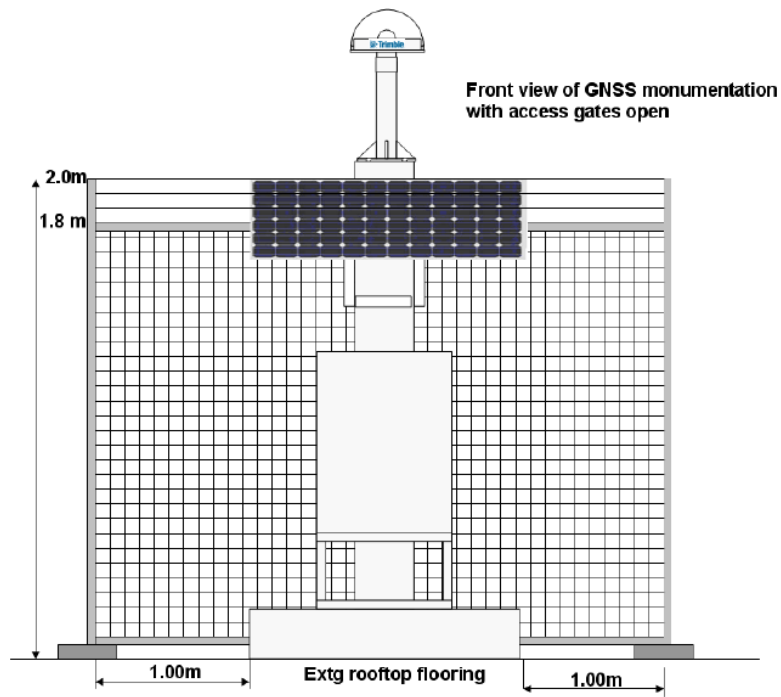 Trimble
Front view of GNSS monumentation
with access gates open
2.0m
1.8 m
1.00m
Extg rooftop flooring
1.00m